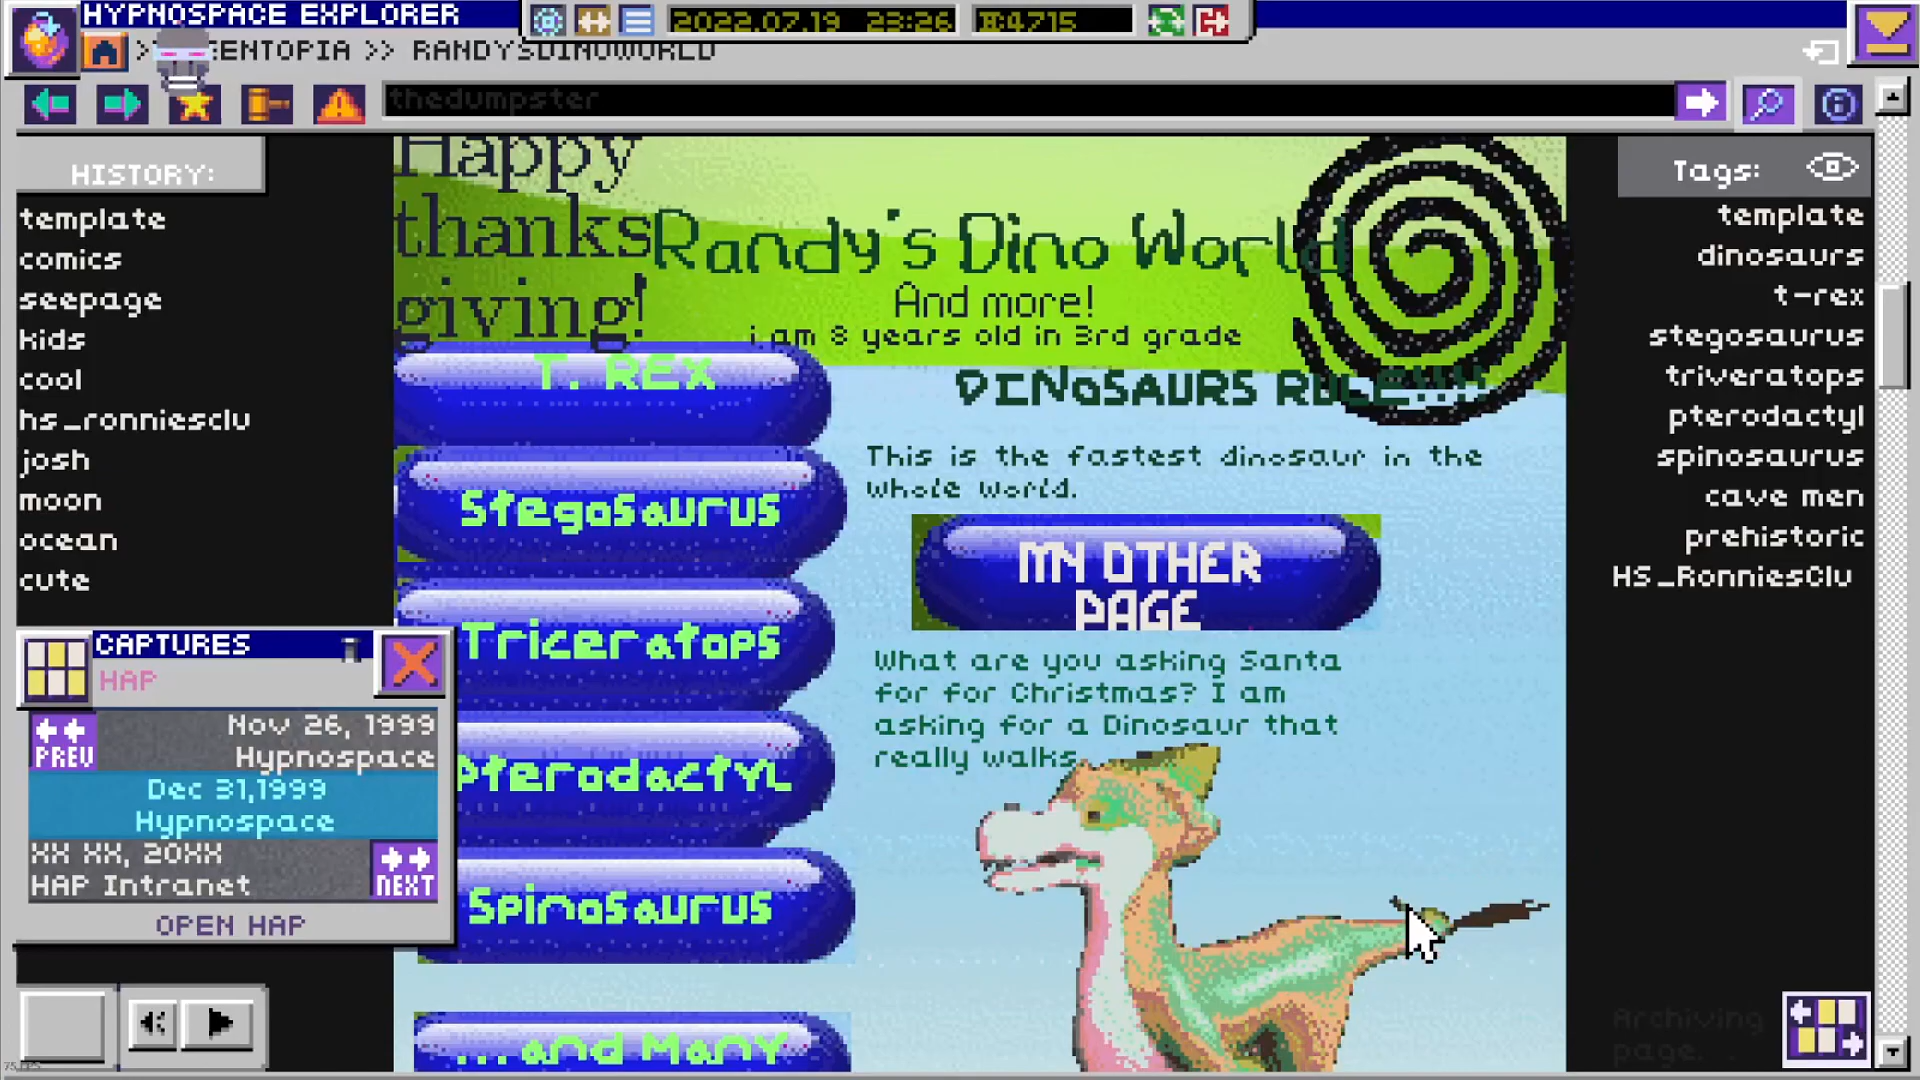 HYPNOSPACE EXPLORER
2022.07.19 23:26
4715
ENTOPIA >> RANDYSDINOWORLD
thedumpster
HISTORY:
template
comics
seepage
kids
cool
hs_ronniesclu
josh
moon
ocean
cute
CAPTURES
HAP
PREV
Nov 26, 1999
Hypnospace
Dec 31,1999
Hypnospace
XX XX, 20XX
HAP Intranet
NEXT
OPEN HAP
Happy
thanks
giving!
Randy's Dino World
And more!
i am 8 years old in 3rd grade
T. REX
Stegosaurus
Triceratops
Pterodactyl
Spinosaurus
...and Many
DINOSAURS RULE!!!!
This is the fastest dinosaur in the
whole world.
MY OTHER
PAGE
What are you asking Santa
for for Christmas? I am
asking for a Dinosaur that
really walks.
Tags:
template
dinosaurs
t-rex
stegosaurus
triveratops
pterodactyl
spinosaurus
cave men
prehistoric
HS_RonniesClu
Archiving
page.